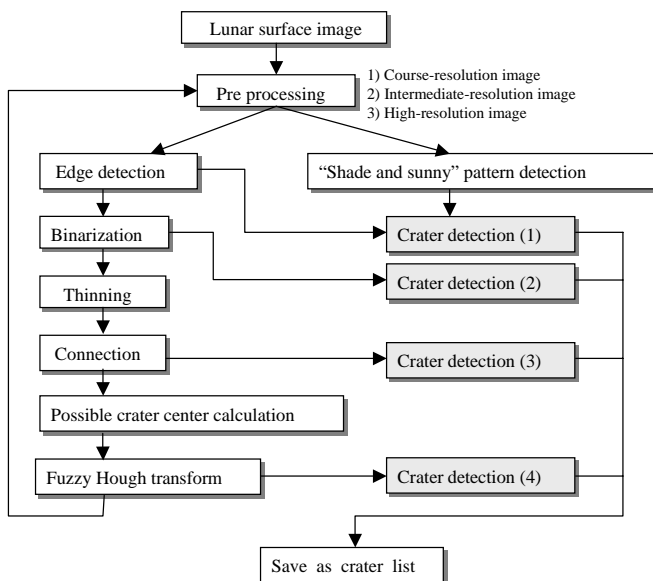 Lunar surface image
Pre processing
1) Course-resolution image
2) Intermediate-resolution image
3) High-resolution image
Edge detection
“Shade and sunny” pattern detection
Binarization
Crater detection (1)
Crater detection (2)
Thinning
Connection
Crater detection (3)
Possible crater center calculation
Fuzzy Hough transform
Crater detection (4)
Save as crater list